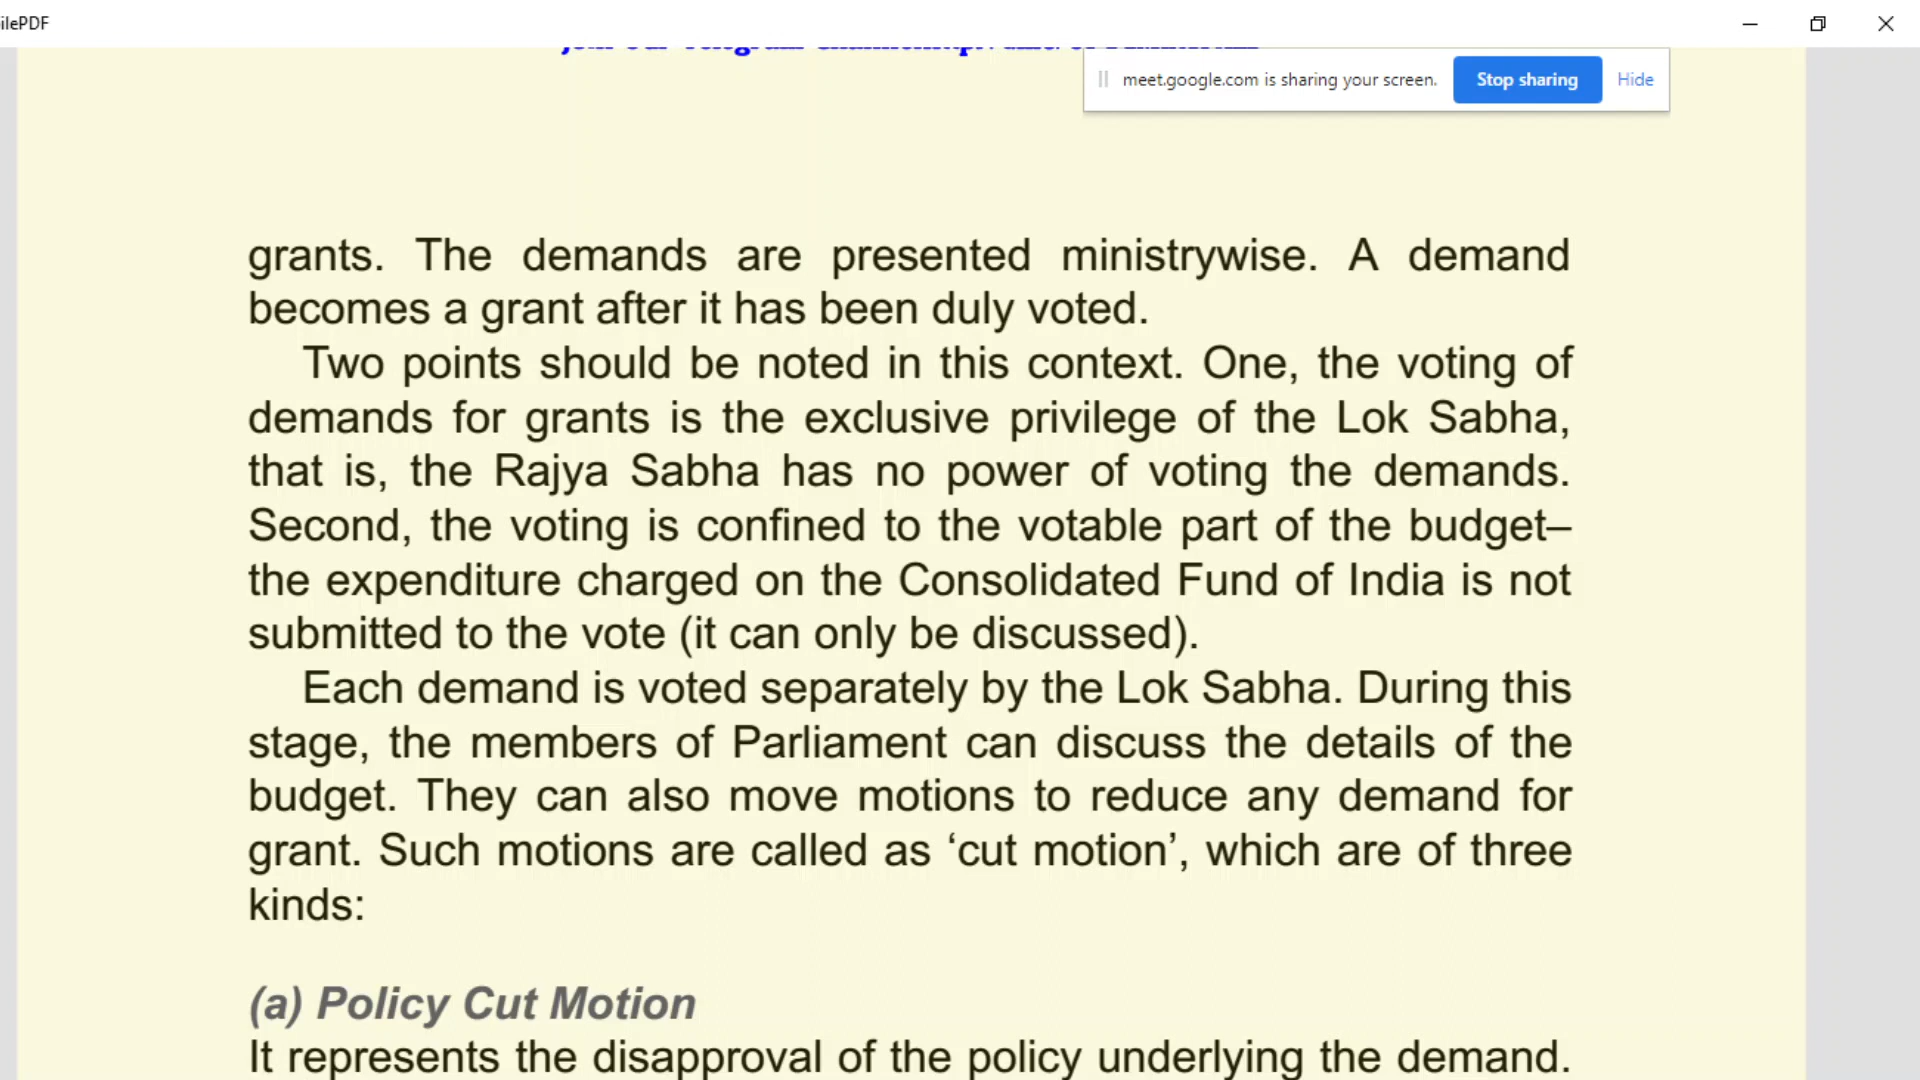 ilePDF
meet.google.com is sharing your screen. Stop sharing Hide
grants. The demands are presented ministrywise. A demand
becomes a grant after it has been duly voted.
Two points should be noted in this context. One, the voting of
demands for grants is the exclusive privilege of the Lok Sabha,
that is, the Rajya Sabha has no power of voting the demands.
Second, the voting is confined to the votable part of the budget–
the expenditure charged on the Consolidated Fund of India is not
submitted to the vote (it can only be discussed).
Each demand is voted separately by the Lok Sabha. During this
stage, the members of Parliament can discuss the details of the
budget. They can also move motions to reduce any demand for
grant. Such motions are called as ‘cut motion’, which are of three
kinds:
(a) Policy Cut Motion
It represents the disapproval of the policy underlying the demand.